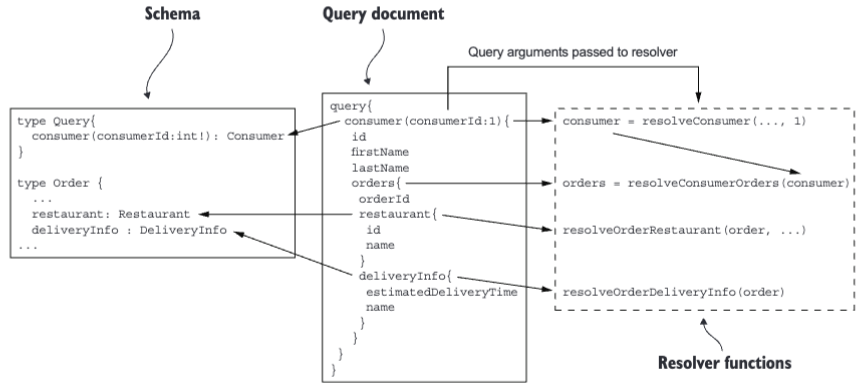 Schema
Query document
Query arguments passed to resolver
type Query{
consumer(consumerId:int!): Consumer
}
type Order {
...
restaurant: Restaurant
deliveryInfo : DeliveryInfo
...
query{
consumer(consumerId:1){
id
firstName
lastName
orders{
orderId
restaurant{
id
name
}
deliveryInfo{
estimatedDeliveryTime
name
}
}
}
}
consumer = resolveConsumer(..., 1)
orders = resolveConsumerOrders(consumer)
resolveOrderRestaurant(order, ...)
resolveOrderDeliveryInfo(order)
Resolver functions